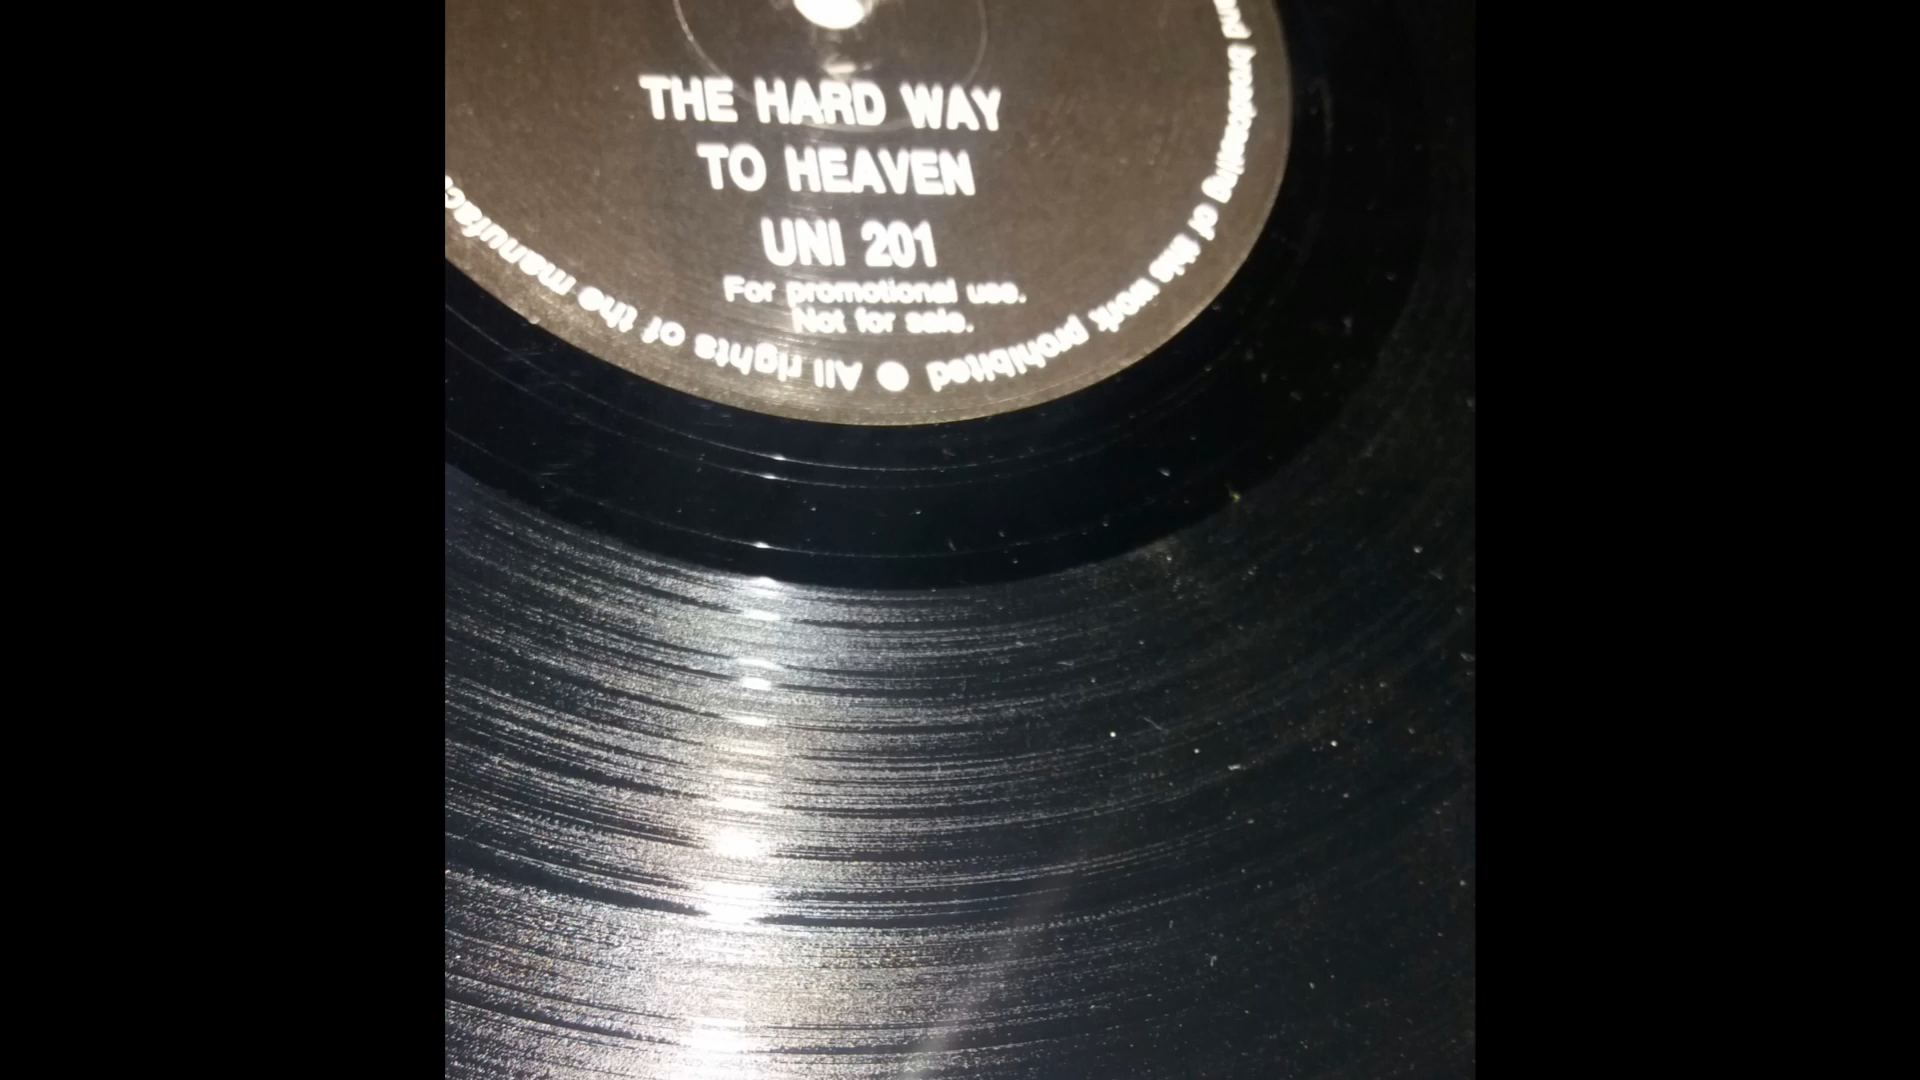 THE HARD WAY
TO HEAVEN
UNI 201
For promotional use.
Not for sale.
and broadcasting of this work prohibited ● All rights of the manufac